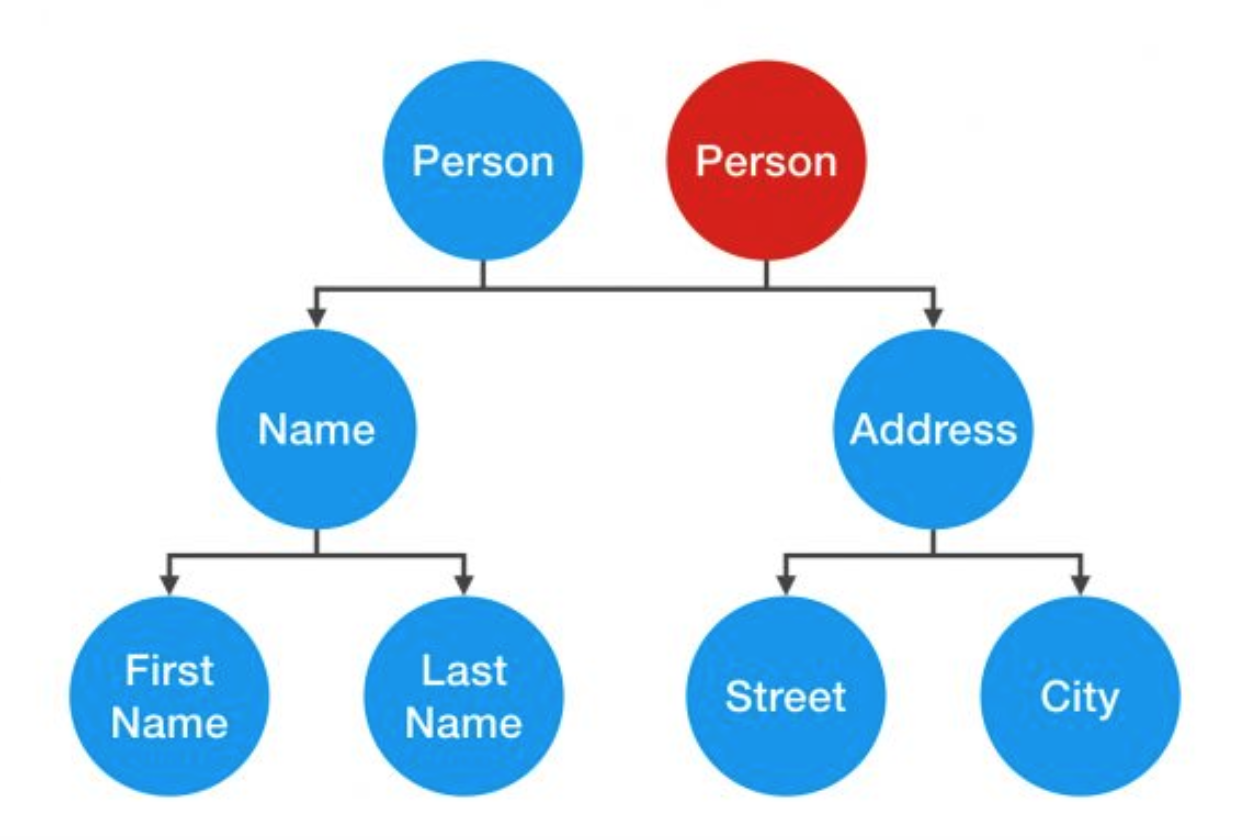 Person
Person
Name
Address
First
Name
Last
Name
Street
City